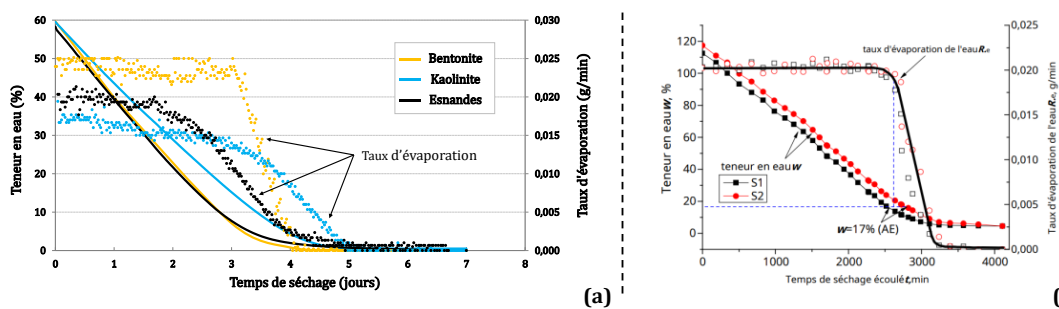 60
50
40
30
20
10
0
Teneur en eau (%)
0,030
0,025
0,020
0,015
0,010
0,005
0,000
Taux d'évaporation (g/min)
Bentonite
Kaolinite
Esnandes
Taux d'évaporation
0 1 2 3 4 5 6 7 8
Temps de séchage (jours)
(a)
120
100
80
60
40
20
0
Teneur en eau w, %
0,025
0,020
0,015
0,010
0,005
0,000
Taux d'évaporation de l'eau Re, g/min
taux d'évaporation de l'eau Re
teneur en eau w
S1
S2
w=17% (AE)
0 1000 2000 3000 4000
Temps de séchage écoulé t, min
(